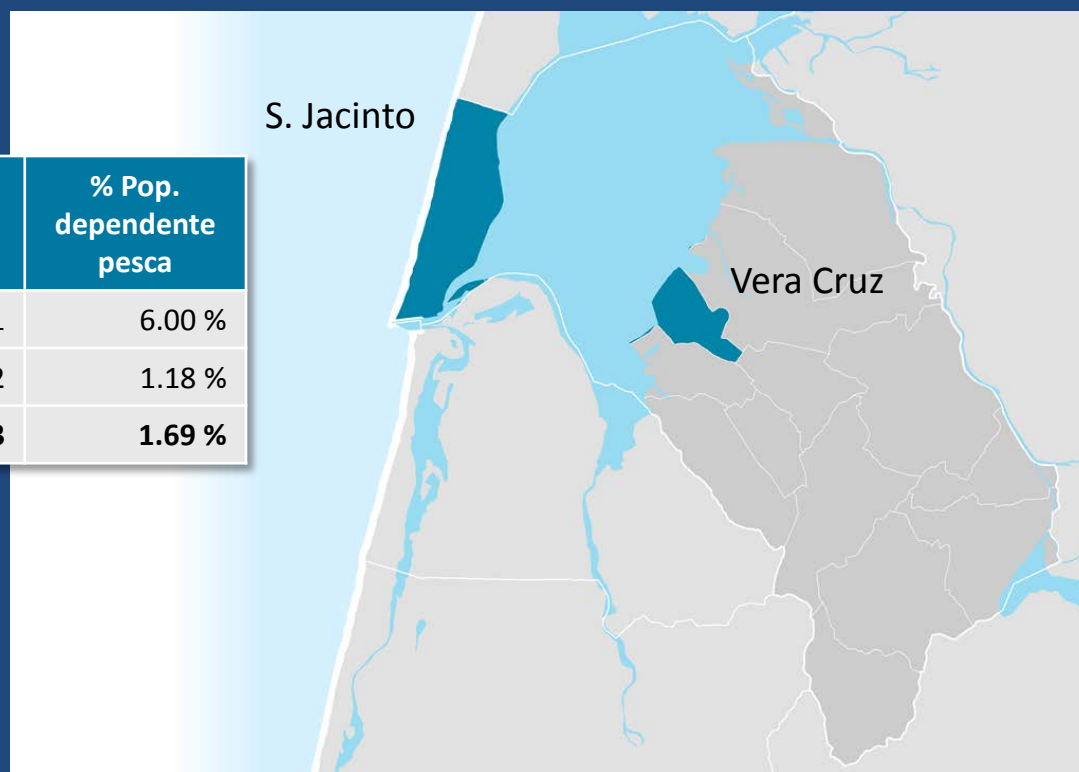 S. Jacinto
% Pop.
dependente
pesca
6.00 %
1.18 %
1.69 %
Vera Cruz